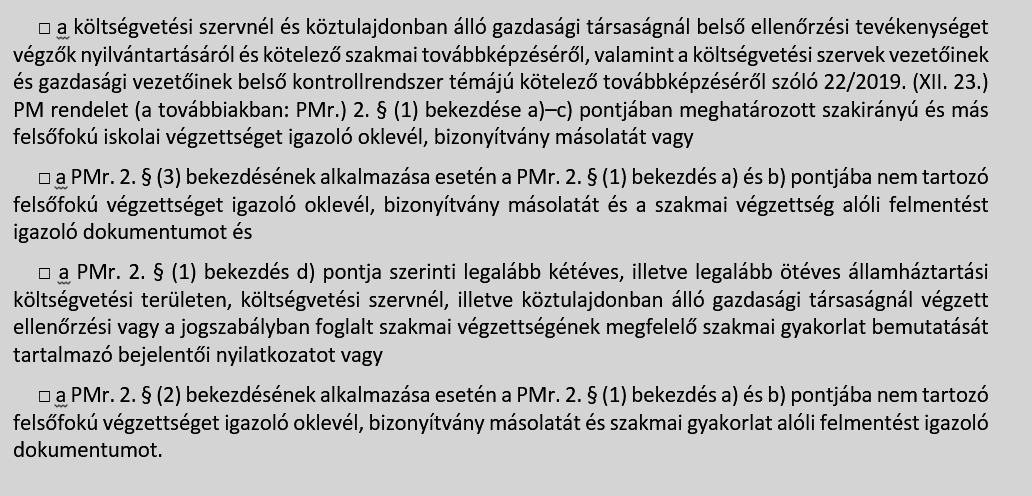 □ a költségvetési szervnél és köztulajdonban álló gazdasági társaságnál belső ellenőrzési tevékenységet
végzők nyilvántartásáról és kötelező szakmai továbbképzéséről, valamint a költségvetési szervek vezetőinek
és gazdasági vezetőinek belső kontrollrendszer témájú kötelező továbbképzéséről szóló 22/2019. (XII. 23.)
PM rendelet (a továbbiakban: PMr.) 2. § (1) bekezdése a)–c) pontjában meghatározott szakirányú és más
felsőfokú iskolai végzettséget igazoló oklevél, bizonyítvány másolatát vagy
□ a PMr. 2. § (3) bekezdésének alkalmazása esetén a PMr. 2. § (1) bekezdés a) és b) pontjába nem tartozó
felsőfokú végzettséget igazoló oklevél, bizonyítvány másolatát és a szakmai végzettség alóli felmentést
igazoló dokumentumot és
□ a PMr. 2. § (1) bekezdés d) pontja szerinti legalább kétéves, illetve legalább ötéves államháztartási
költségvetési területen, költségvetési szervnél, illetve köztulajdonban álló gazdasági társaságnál végzett
ellenőrzési vagy a jogszabályban foglalt szakmai végzettségének megfelelő szakmai gyakorlat bemutatását
tartalmazó bejelentői nyilatkozatot vagy
□ a PMr. 2. § (2) bekezdésének alkalmazása esetén a PMr. 2. § (1) bekezdés a) és b) pontjába nem tartozó
felsőfokú végzettséget igazoló oklevél, bizonyítvány másolatát és szakmai gyakorlat alóli felmentést igazoló
dokumentumot.